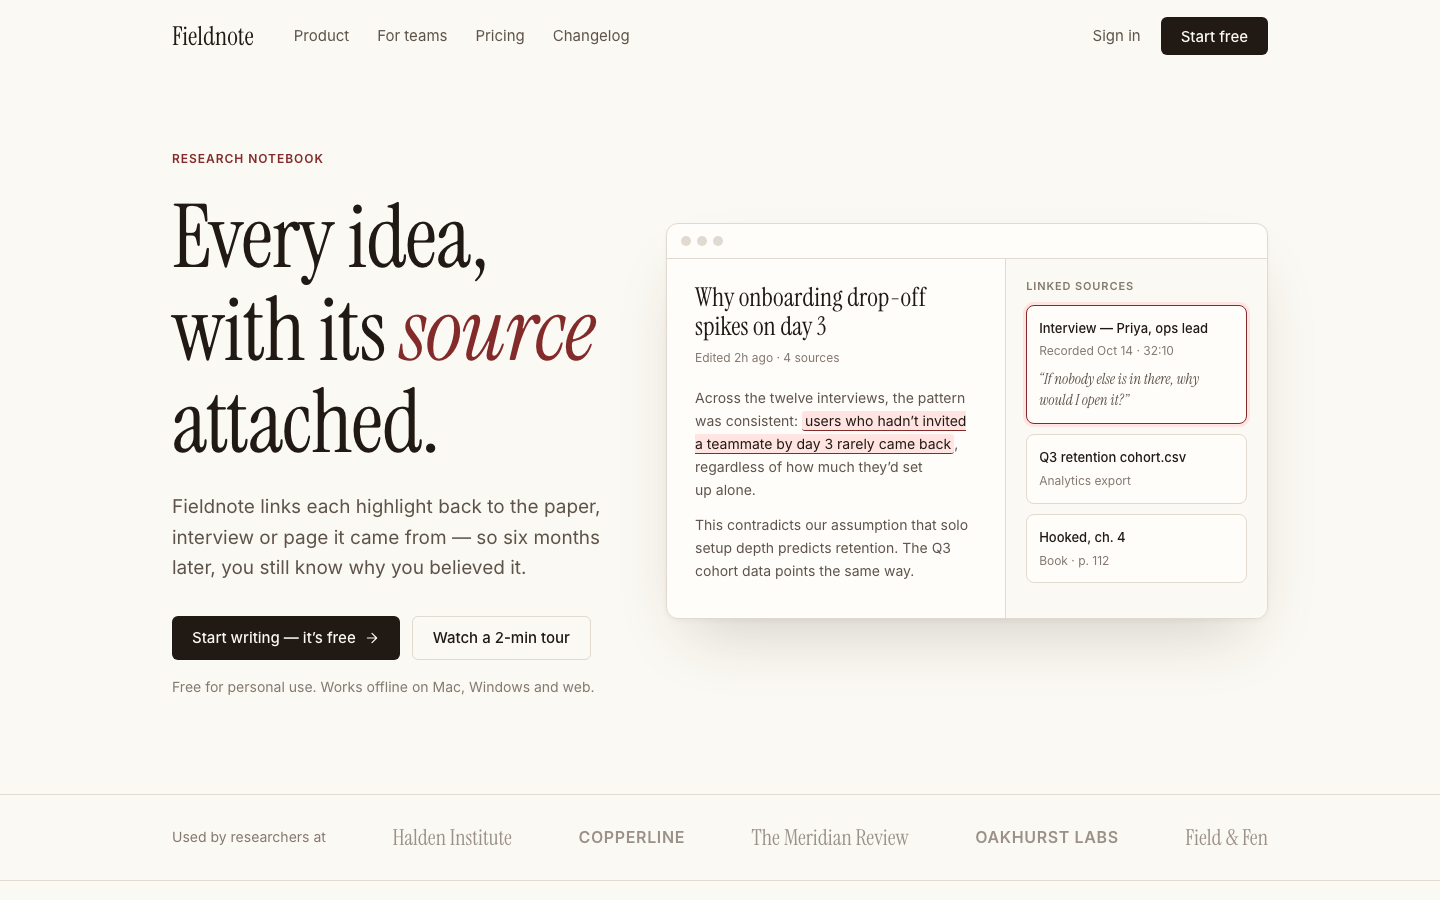 Fieldnote
Product
For teams
Pricing
Changelog
Sign in
Start free
RESEARCH NOTEBOOK
Every idea,
with its source
attached.
Fieldnote links each highlight back to the paper,
interview or page it came from — so six months
later, you still know why you believed it.
Start writing — it’s free →
Watch a 2-min tour
Free for personal use. Works offline on Mac, Windows and web.
Why onboarding drop-off
spikes on day 3
Edited 2h ago · 4 sources
Across the twelve interviews, the pattern
was consistent: users who hadn’t invited
a teammate by day 3 rarely came back,
regardless of how much they’d set
up alone.
This contradicts our assumption that solo
setup depth predicts retention. The Q3
cohort data points the same way.
LINKED SOURCES
Interview — Priya, ops lead
Recorded Oct 14 · 32:10
“If nobody else is in there, why
would I open it?”
Q3 retention cohort.csv
Analytics export
Hooked, ch. 4
Book · p. 112
Used by researchers at
Halden Institute
COPPERLINE
The Meridian Review
OAKHURST LABS
Field & Fen